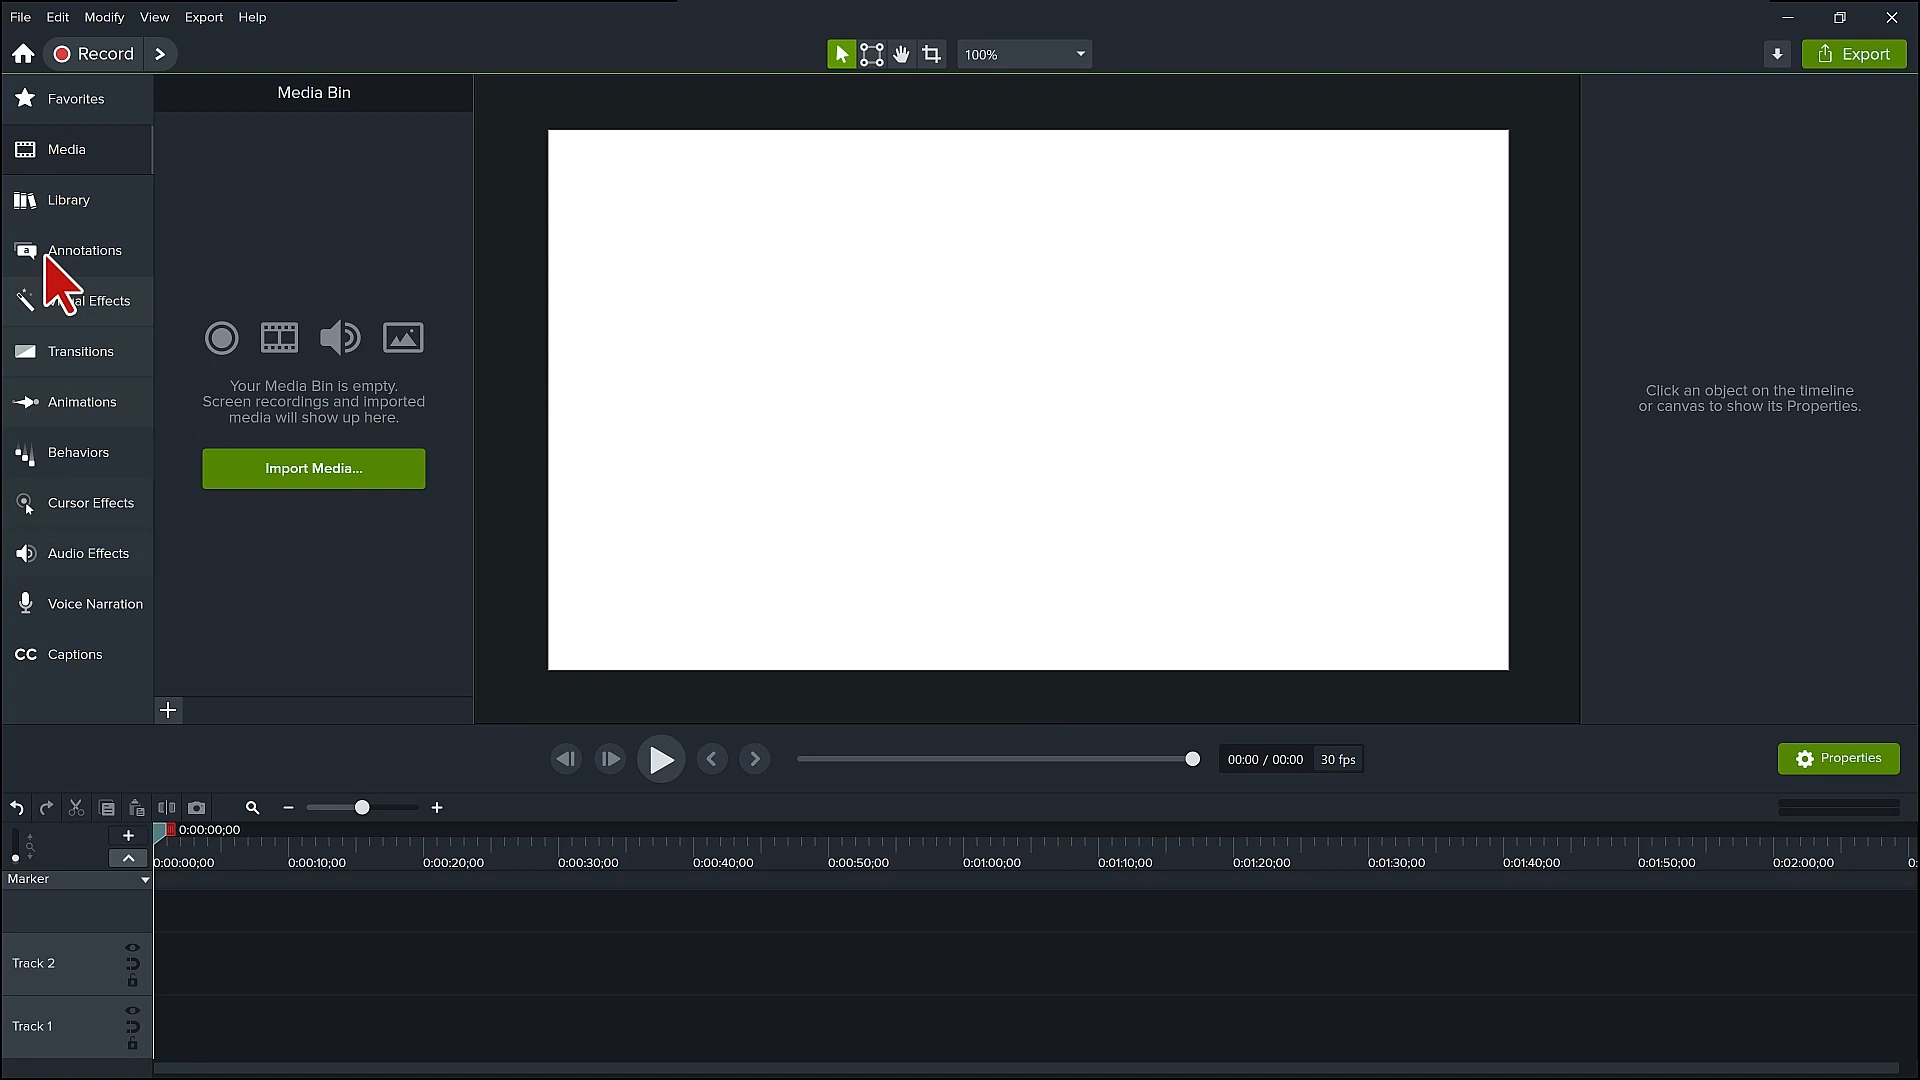 File Edit Modify View Export Help
Record
100%
Export
Favorites
Media
Library
Annotations
Effects
Transitions
Animations
Behaviors
Cursor Effects
Audio Effects
Voice Narration
CC Captions
Media Bin
Your Media Bin is empty.
Screen recordings and imported
media will show up here.
Import Media...
Click an object on the timeline
or canvas to show its Properties.
00:00 / 00:00 30 fps
Properties
0:00:00;00
0:00:00;00 0:00:10;00 0:00:20;00 0:00:30;00 0:00:40;00 0:00:50;00 0:01:00;00 0:01:10;00 0:01:20;00 0:01:30;00 0:01:40;00 0:01:50;00 0:02:00;00 0:
Marker
Track 2
Track 1